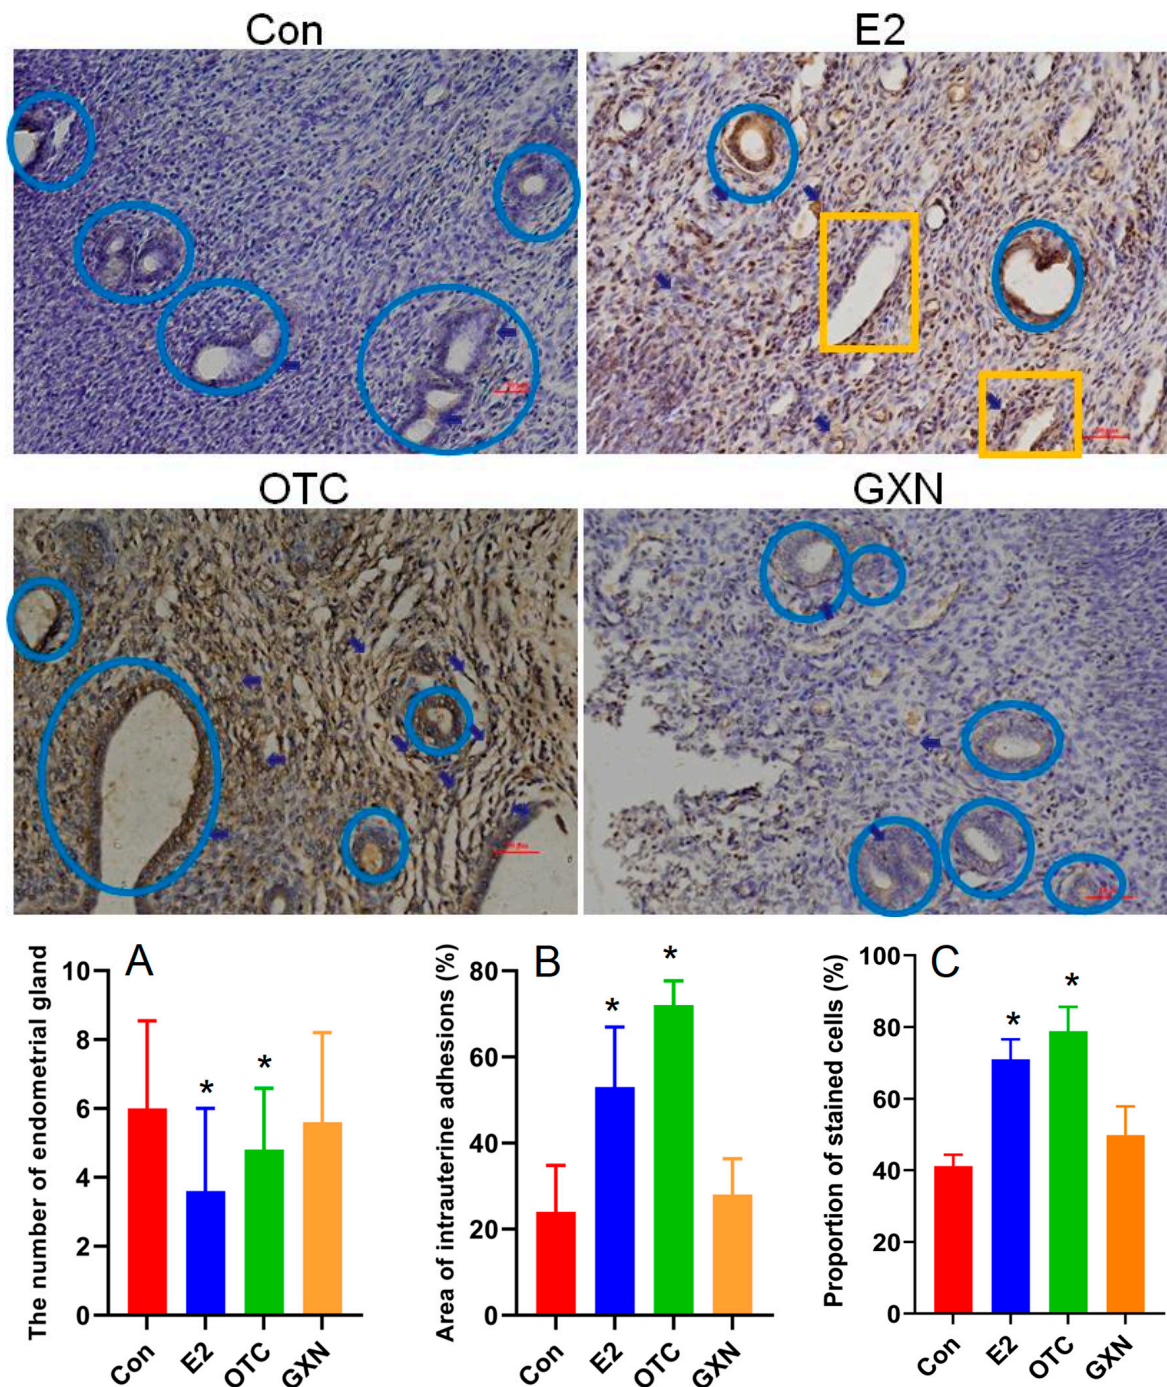 Con
E2
OTC
GXN
A
The number of endometrial gland
10
8
6
4
2
0
*
*
Con
E2
OTC
GXN
B
Area of intrauterine adhesions (%)
80
60
40
20
0
*
*
Con
E2
OTC
GXN
C
Proportion of stained cells (%)
100
80
60
40
20
0
*
*
Con
E2
OTC
GXN